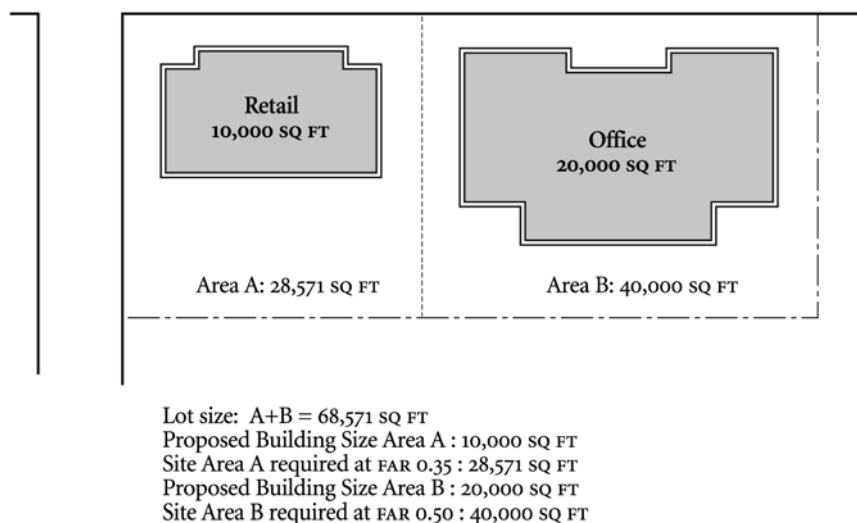 Retail
10,000 SQ FT
Office
20,000 SQ FT
Area A: 28,571 SQ FT
Area B: 40,000 SQ FT
Lot size: A+B = 68,571 SQ FT
Proposed Building Size Area A : 10,000 SQ FT
Site Area A required at FAR 0.35 : 28,571 SQ FT
Proposed Building Size Area B : 20,000 SQ FT
Site Area B required at FAR 0.50 : 40,000 SQ FT